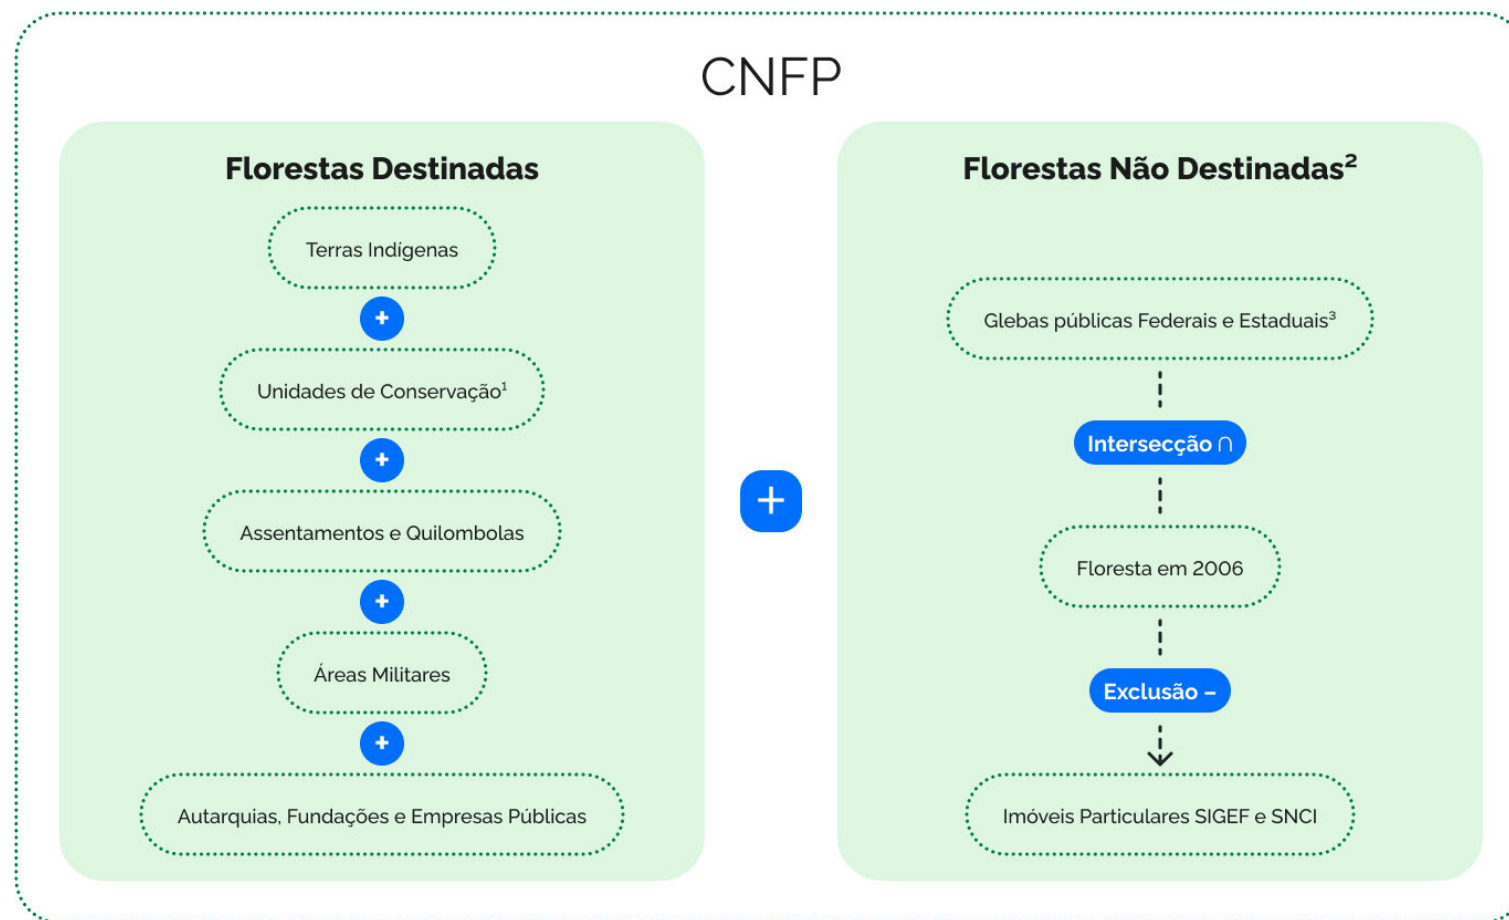 CNFP
Florestas Destinadas
Terras Indígenas
+
Unidades de Conservação¹
+
Assentamentos e Quilombolas
+
Áreas Militares
+
Autarquias, Fundações e Empresas Públicas
+
Florestas Não Destinadas²
Glebas públicas Federais e Estaduais³
Intersecção ∩
Floresta em 2006
Exclusão –
Imóveis Particulares SIGEF e SNCI